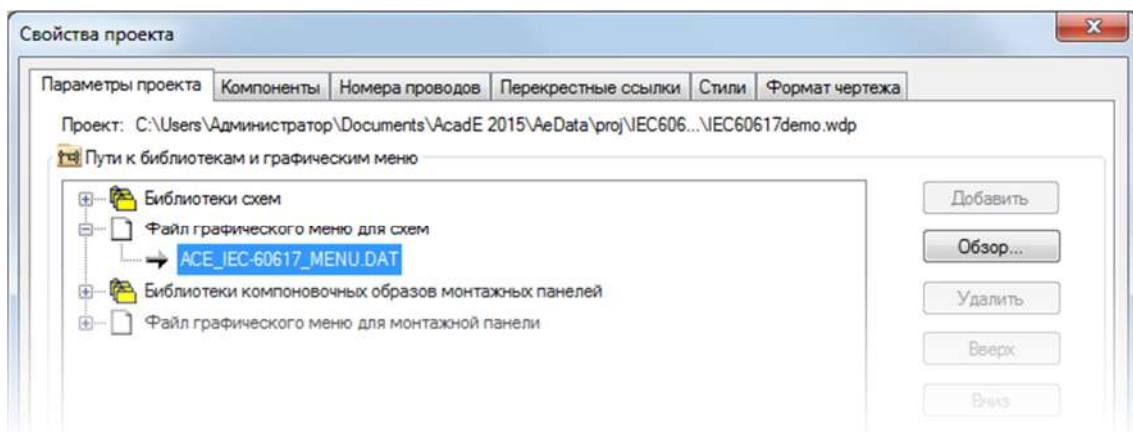 Свойства проекта
Параметры проекта Компоненты Номера проводов Перекрестные ссылки Стили Формат чертежа
Проект: C:\Users\Администратор\Documents\AcadE 2015\AeData\proj\IEC606...\IEC60617demo.wdp
Пути к библиотекам и графическим меню
Библиотеки схем
Добавить
Файл графического меню для схем
ACE_IEC-60617_MENU.DAT
Обзор...
Библиотеки компоновочных образов монтажных панелей
Удалить
Файл графического меню для монтажной панели
Вверх
Вниз